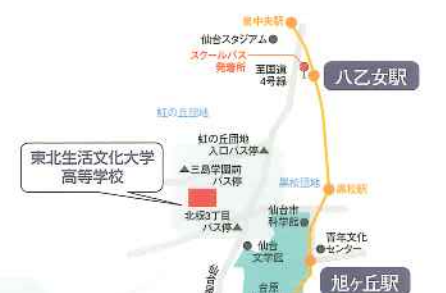 泉中央駅
仙台スタジアム●
スクールバス
発着所
至国道
4号線
八乙女駅
虹の丘団地
虹の丘団地
入口バス停▲
東北生活文化大学
高等学校
▲三島学園前
バス停
黒松団地
黒松駅
北根3丁目
バス停▲
仙台市
科学館●
青年文化
●センター
●仙台
文学館
旭ヶ丘駅
台原